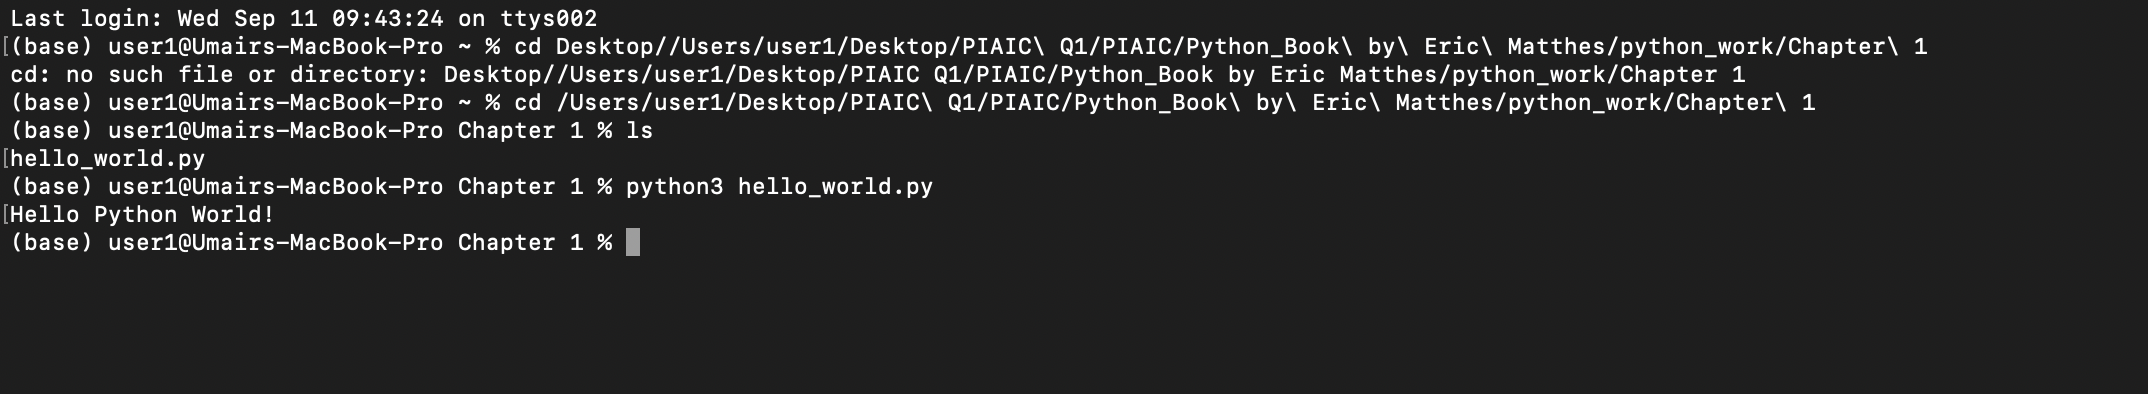 Last login: Wed Sep 11 09:43:24 on ttys002
[(base) user1@Umairs-MacBook-Pro ~ % cd Desktop//Users/user1/Desktop/PIAIC\ Q1/PIAIC/Python_Book\ by\ Eric\ Matthes/python_work/Chapter\ 1
cd: no such file or directory: Desktop//Users/user1/Desktop/PIAIC Q1/PIAIC/Python_Book by Eric Matthes/python_work/Chapter 1
(base) user1@Umairs-MacBook-Pro ~ % cd /Users/user1/Desktop/PIAIC\ Q1/PIAIC/Python_Book\ by\ Eric\ Matthes/python_work/Chapter\ 1
(base) user1@Umairs-MacBook-Pro Chapter 1 % ls
[hello_world.py
(base) user1@Umairs-MacBook-Pro Chapter 1 % python3 hello_world.py
[Hello Python World!
(base) user1@Umairs-MacBook-Pro Chapter 1 %